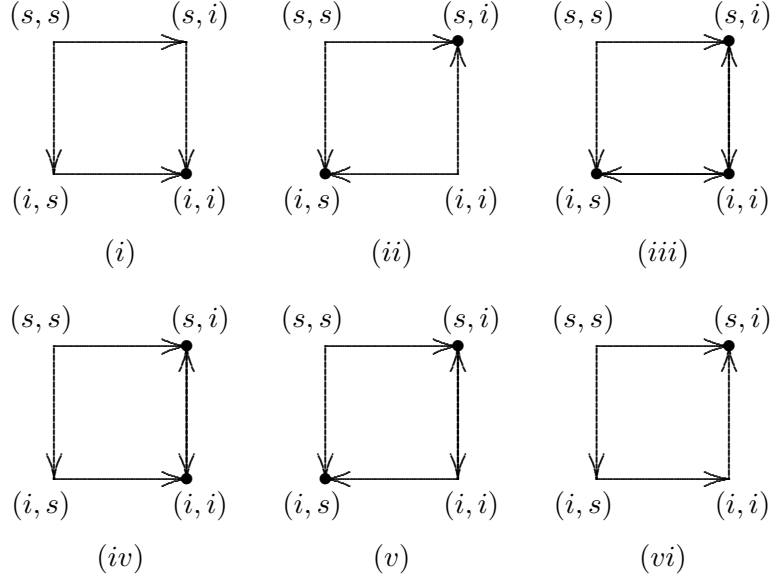 (s, s) (s, i) (s, s) (s, i) (s, s) (s, i)
(i, s) (i, i) (i, s) (i, i) (i, s) (i, i)
(i) (ii) (iii)
(s, s) (s, i) (s, s) (s, i) (s, s) (s, i)
(i, s) (i, i) (i, s) (i, i) (i, s) (i, i)
(iv) (v) (vi)